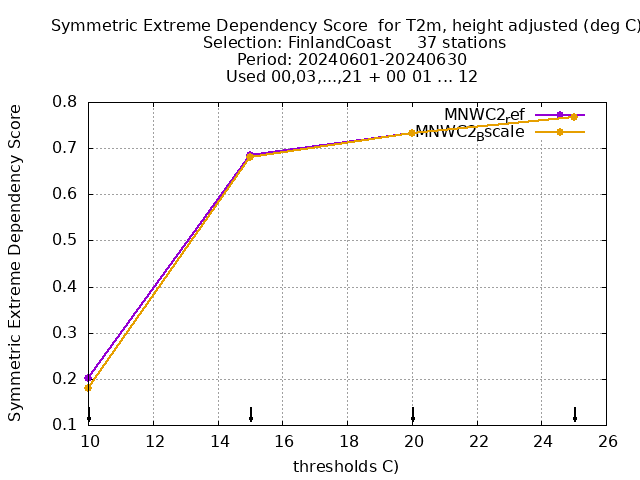 Symmetric Extreme Dependency Score  for T2m, height adjusted (deg C)
Selection: FinlandCoast     37 stations
Period: 20240601-20240630
Used 00,03,...,21 + 00 01 ... 12
Symmetric Extreme Dependency Score
0.8
0.7
0.6
0.5
0.4
0.3
0.2
0.1
MNWC2ref
MNWC2Bscale
10 12 14 16 18 20 22 24 26
thresholds C)